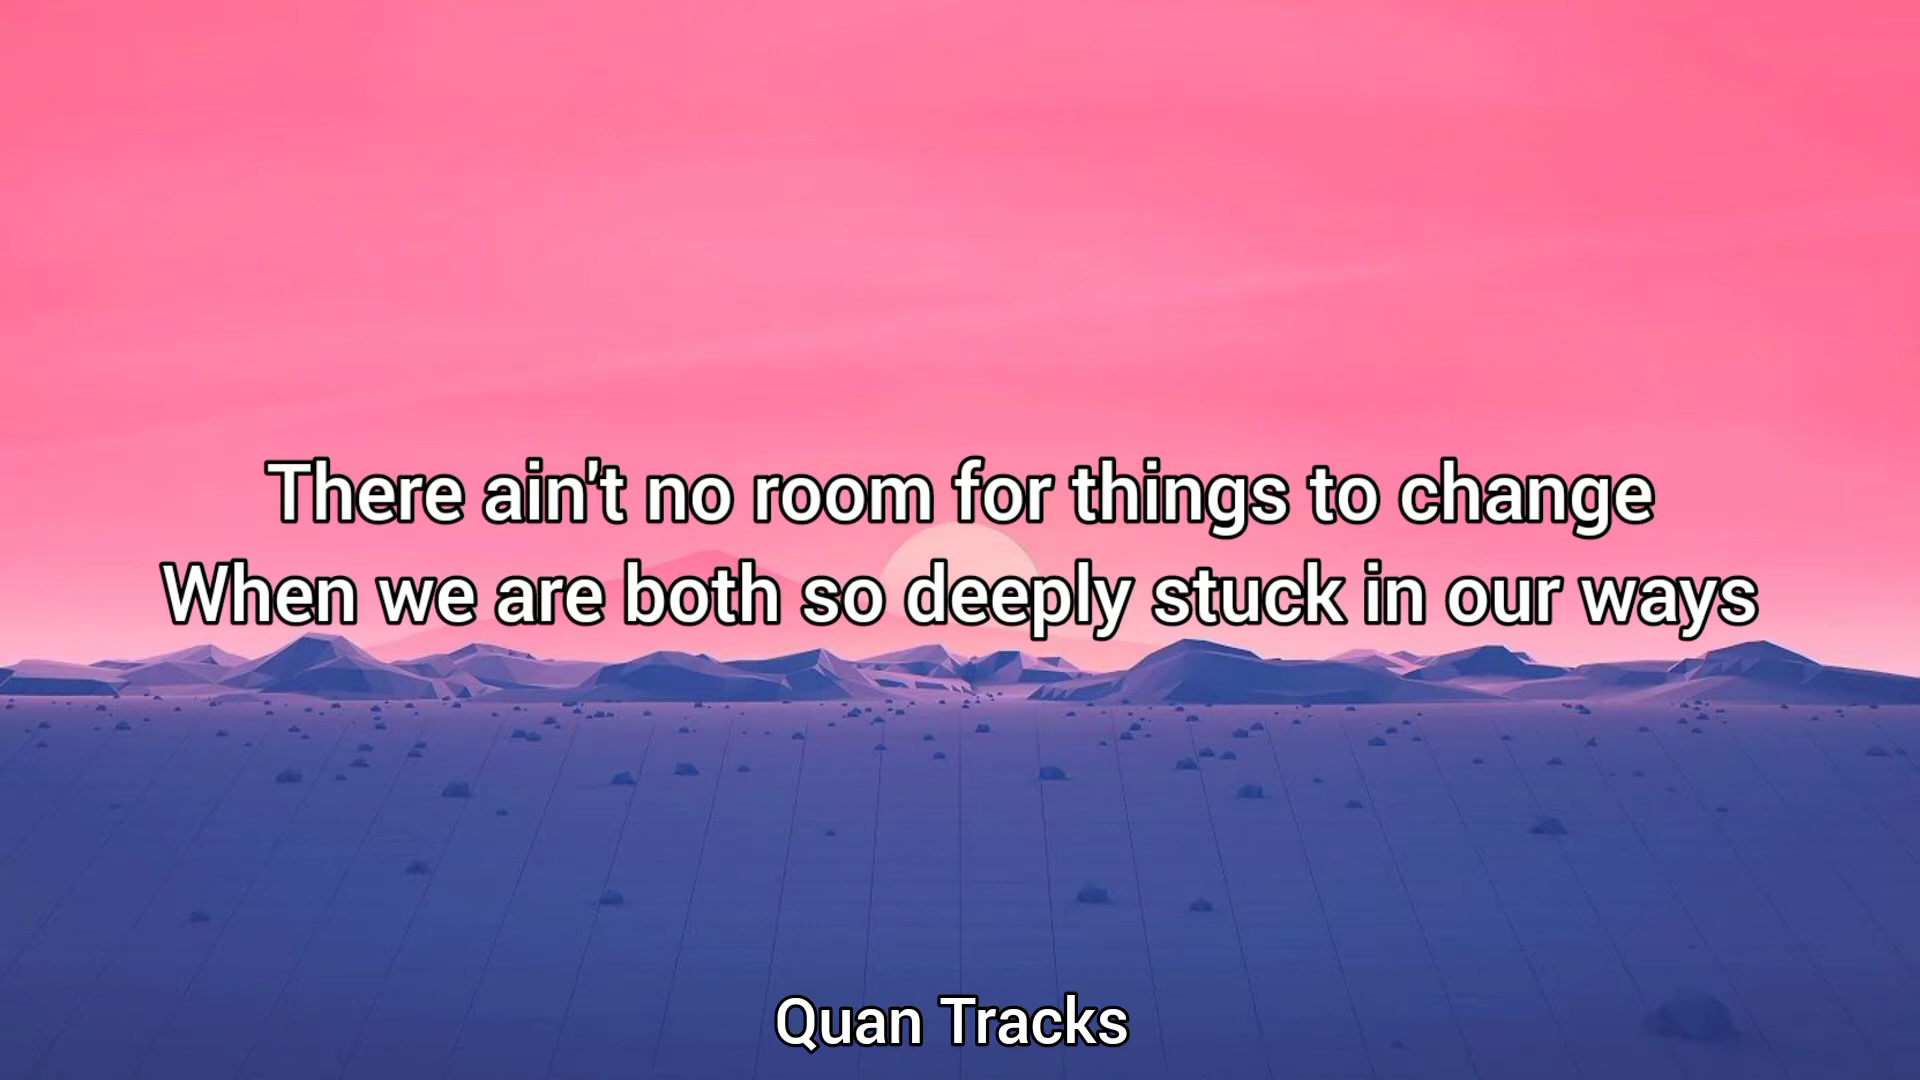 There ain't no room for things to change
When we are both so deeply stuck in our ways
Quan Tracks